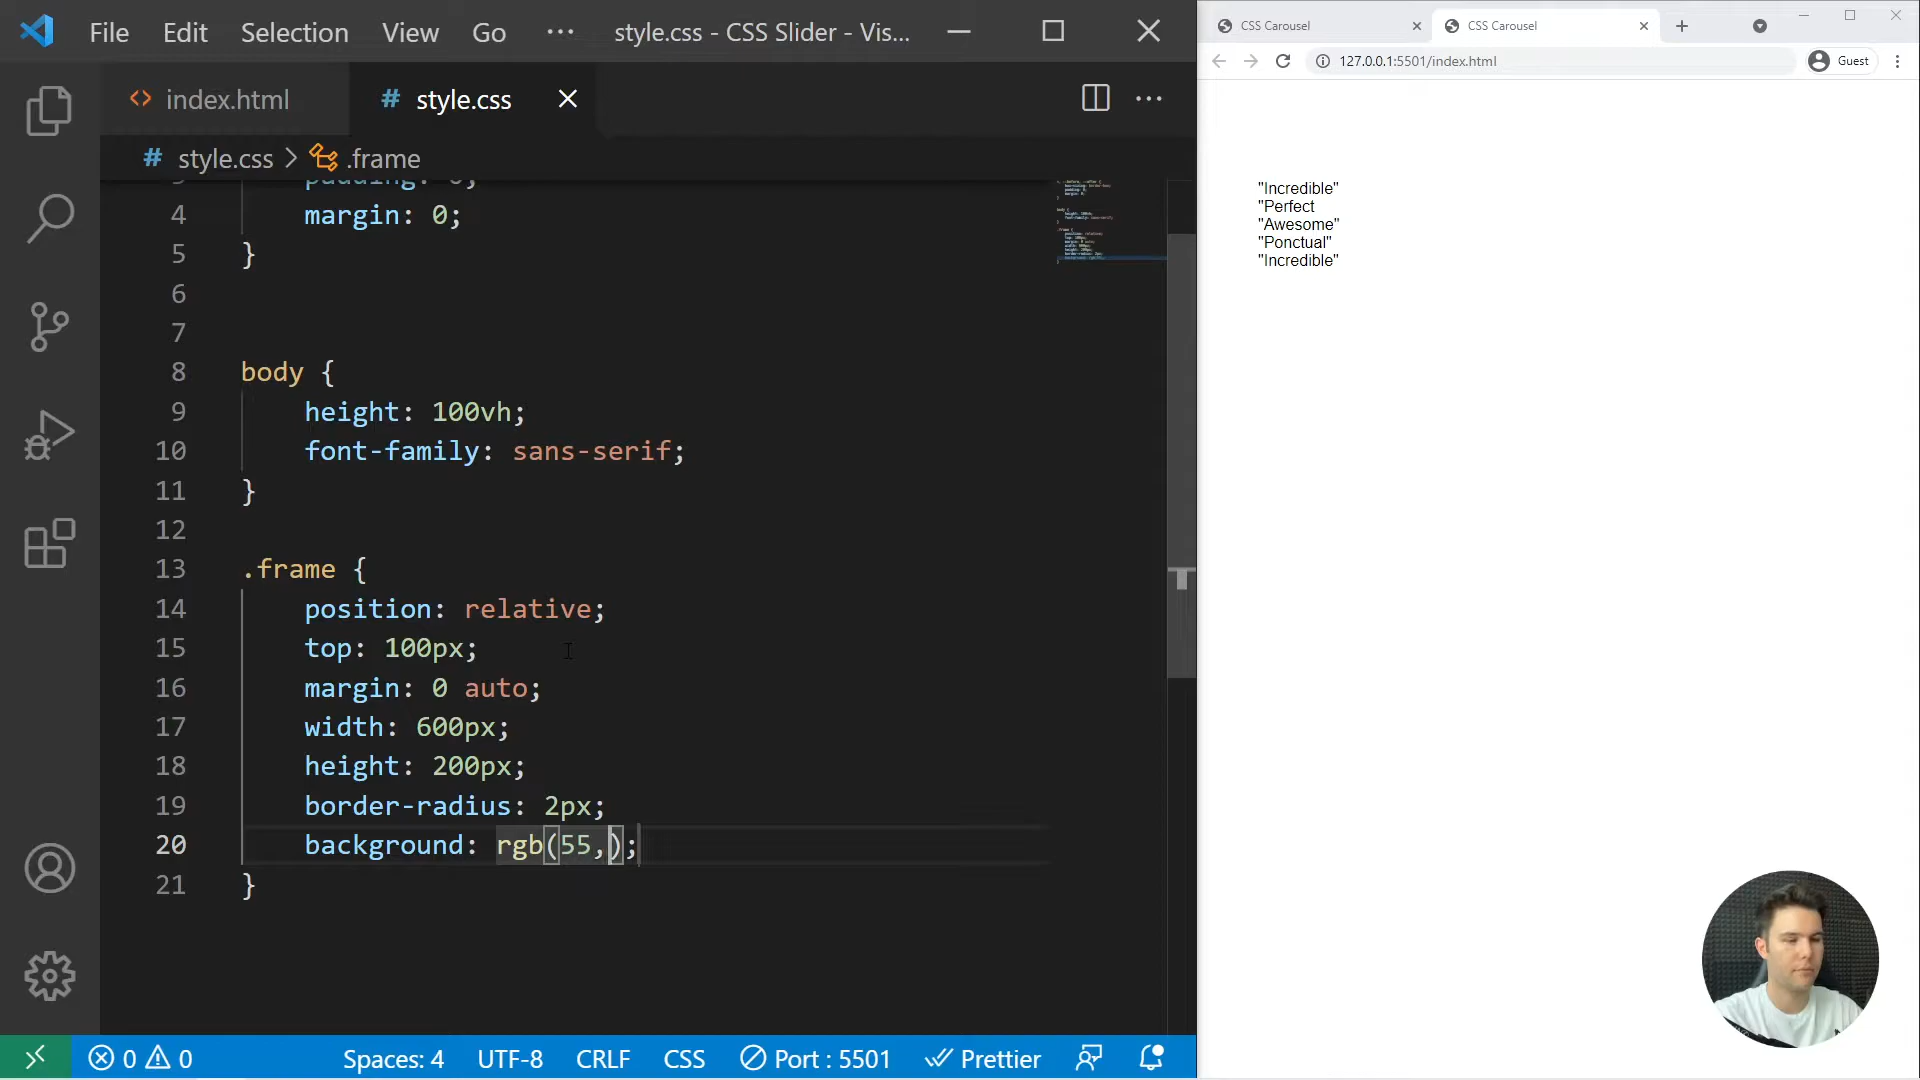 File Edit Selection View Go ··· style.css - CSS Slider - Vis...
index.html
# style.css
# style.css > .frame
padding: 0;
4 margin: 0;
5 }
6
7
8 body {
9 height: 100vh;
10 font-family: sans-serif;
11 }
12
13 .frame {
14 position: relative;
15 top: 100px;
16 margin: 0 auto;
17 width: 600px;
18 height: 200px;
19 border-radius: 2px;
20 background: rgb(55,);
21 }
0 0 Spaces: 4 UTF-8 CRLF CSS Port : 5501 Prettier
CSS Carousel
CSS Carousel
127.0.0.1:5501/index.html
Guest
"Incredible"
"Perfect
"Awesome"
"Ponctual"
"Incredible"